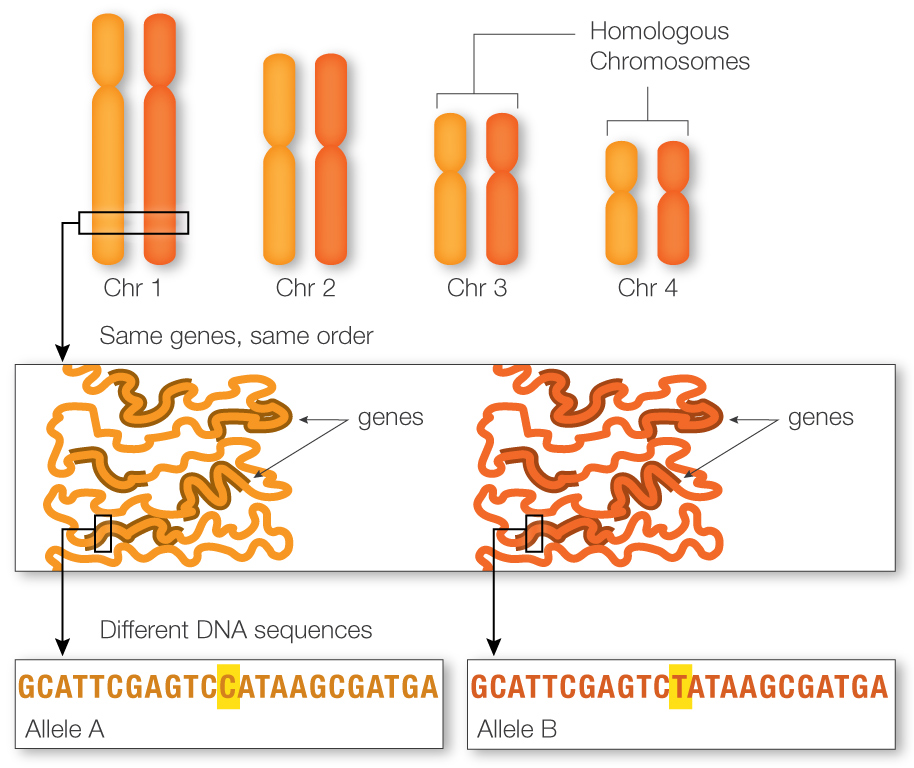 Homologous
Chromosomes
Chr 1
Chr 2
Chr 3
Chr 4
Same genes, same order
genes
genes
Different DNA sequences
GCATTCGAGTCCATAAGCGATGA
Allele A
GCATTCGAGTCTATAAGCGATGA
Allele B